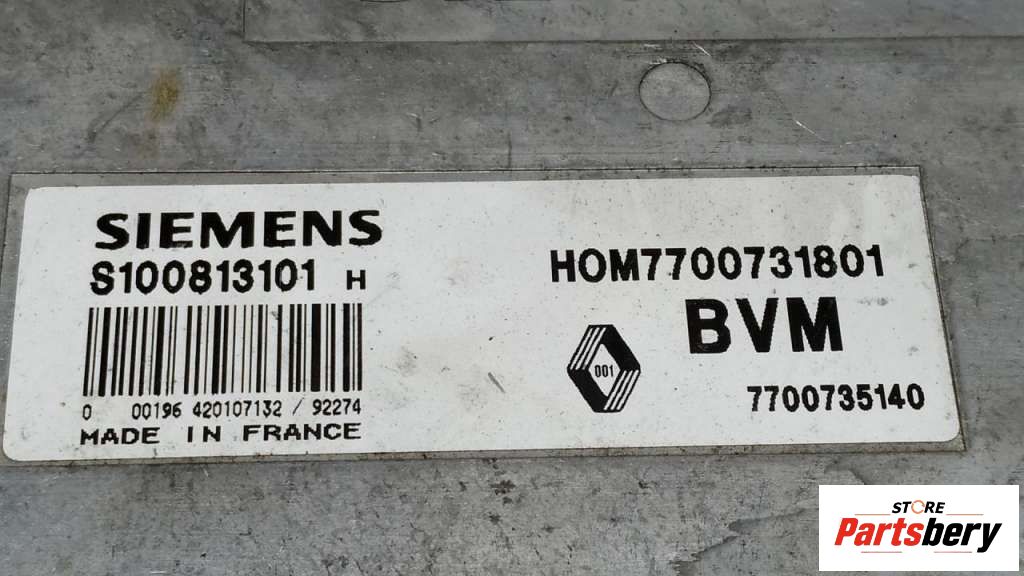 SIEMENS
S100813101 H
0 00196 420107132 / 92274
MADE IN FRANCE
HOM7700731801
BVM
001
7700735140
STORE
Partsbery